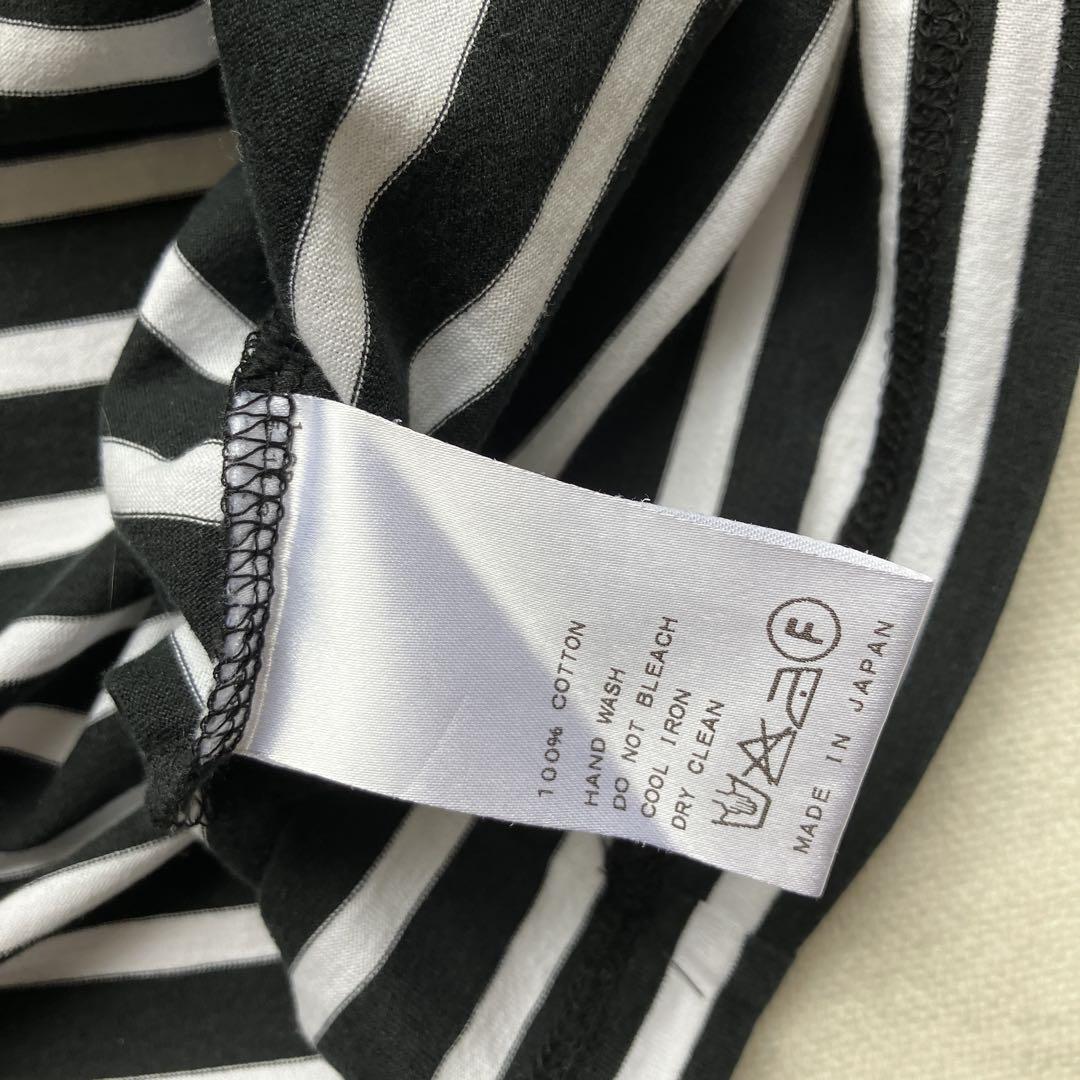 100% COTTON
HAND WASH
DO NOT BLEACH
COOL IRON
DRY CLEAN
F
MADE IN JAPAN